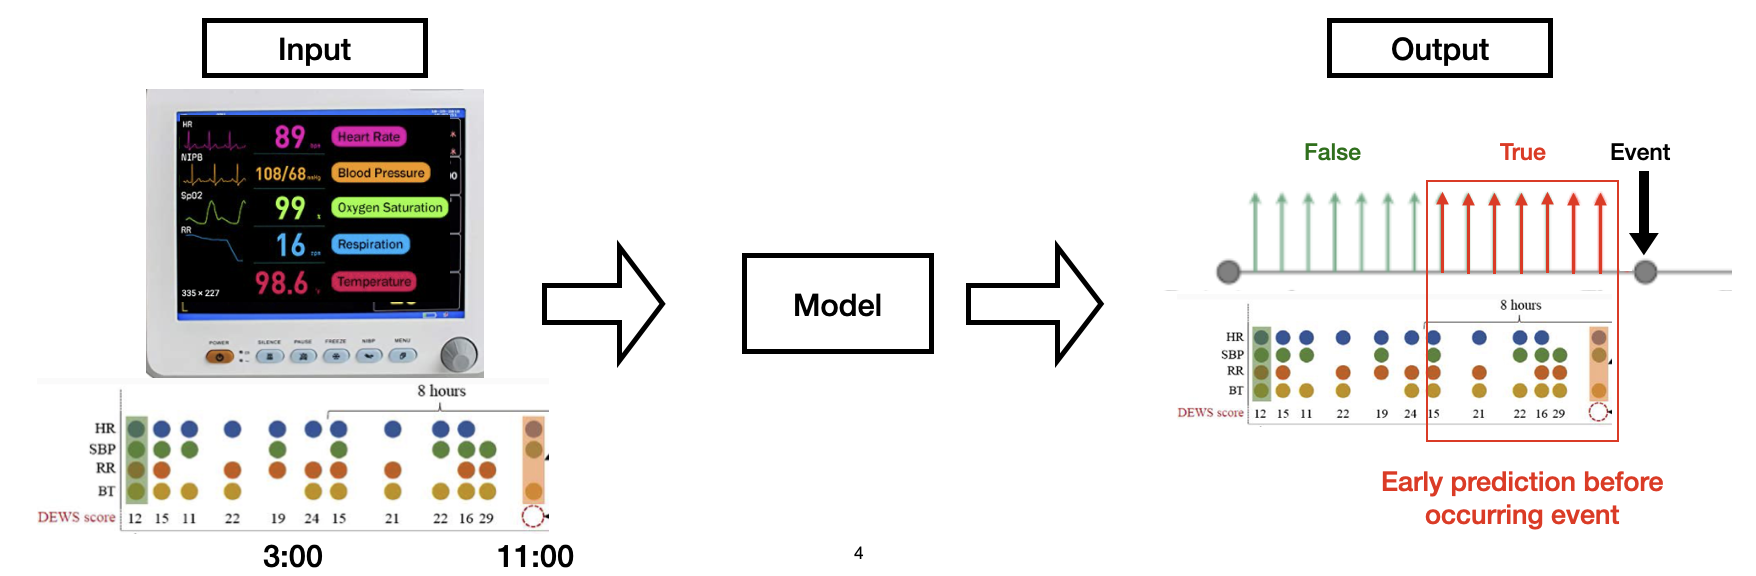 Input
HR
89
Heart Rate
NIPB
108/68 mmHg
Blood Pressure
SpO2
99
%
Oxygen Saturation
RR
16
Respiration
98.6
Temperature
335 × 227
POWER SILENCE PAUSE FREEZE NIBP MENU
8 hours
HR
SBP
RR
BT
DEWS score 12 15 11 22 19 24 15 21 22 16 29
3:00 11:00
Model
4
Output
False True Event
8 hours
HR
SBP
RR
BT
DEWS score 12 15 11 22 19 24 15 21 22 16 29
Early prediction before
occurring event